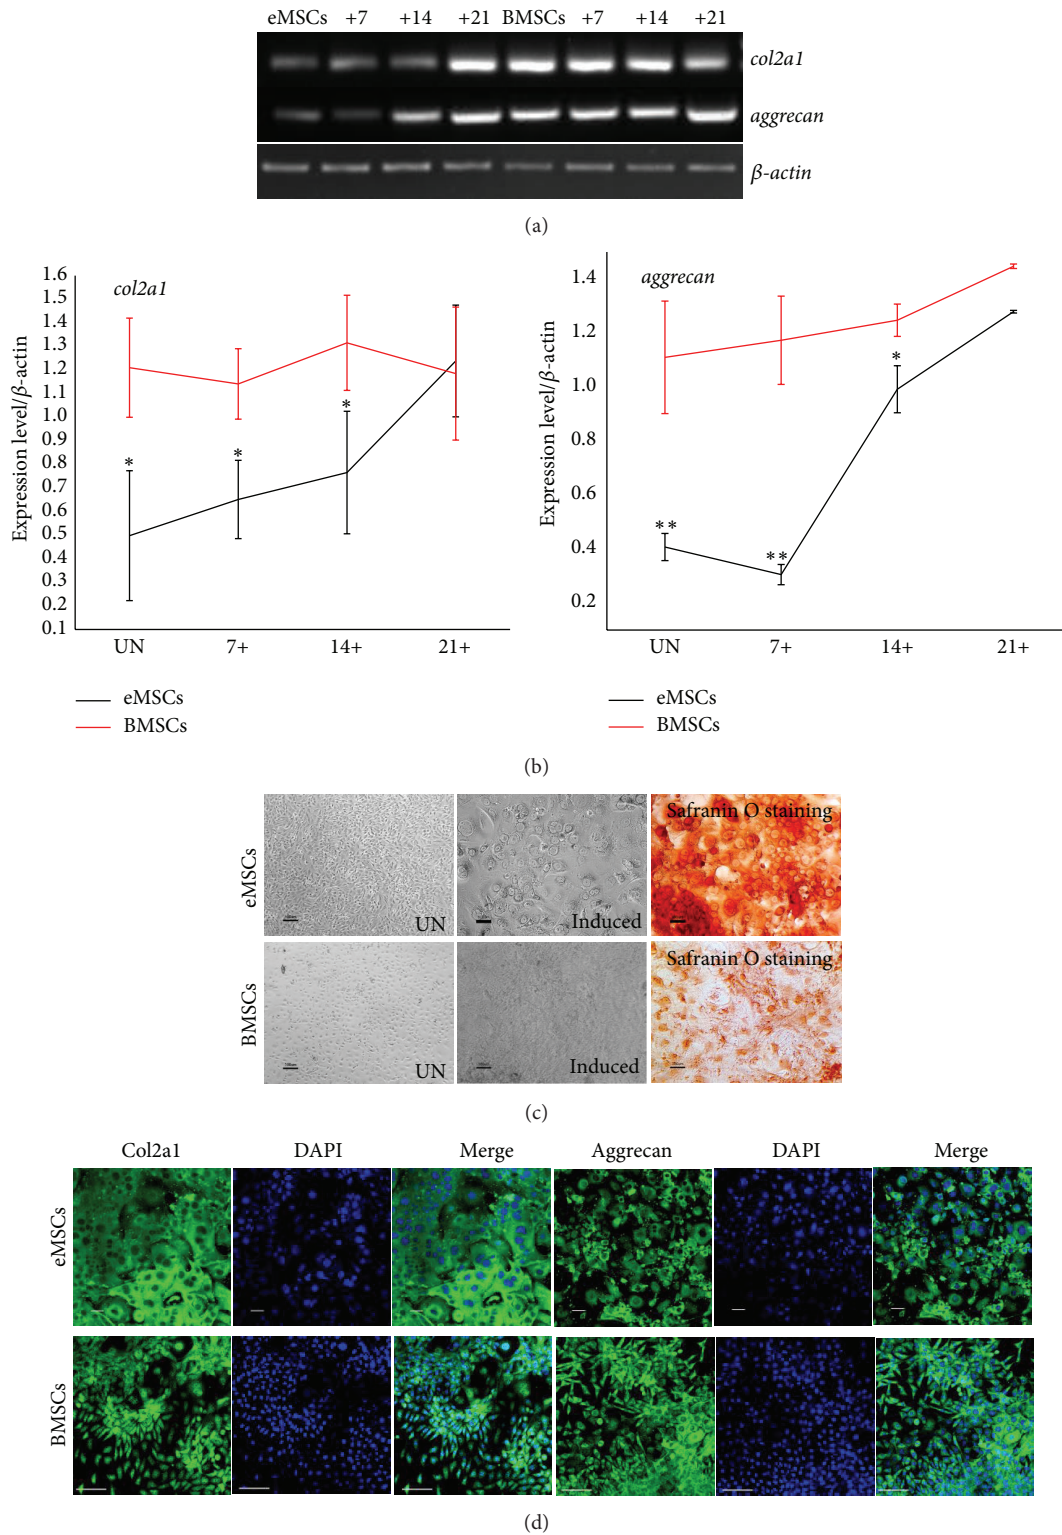 eMSCs +7 +14 +21 BMSCs +7 +14 +21
col2a1
aggrecan
β-actin
(a)
col2a1
Expression level/β-actin
1.6
1.5
1.4
1.3
1.2
1.1
1.0
0.9
0.8
0.7
0.6
0.5
0.4
0.3
0.2
0.1
* * *
UN 7+ 14+ 21+
eMSCs
BMSCs
aggrecan
Expression level/β-actin
1.4
1.2
1.0
0.8
0.6
0.4
0.2
** ** *
UN 7+ 14+ 21+
eMSCs
BMSCs
(b)
eMSCs
UN
Induced
Safranin O staining
BMSCs
UN
Induced
Safranin O staining
(c)
Col2a1 DAPI Merge Aggrecan DAPI Merge
eMSCs
BMSCs
(d)